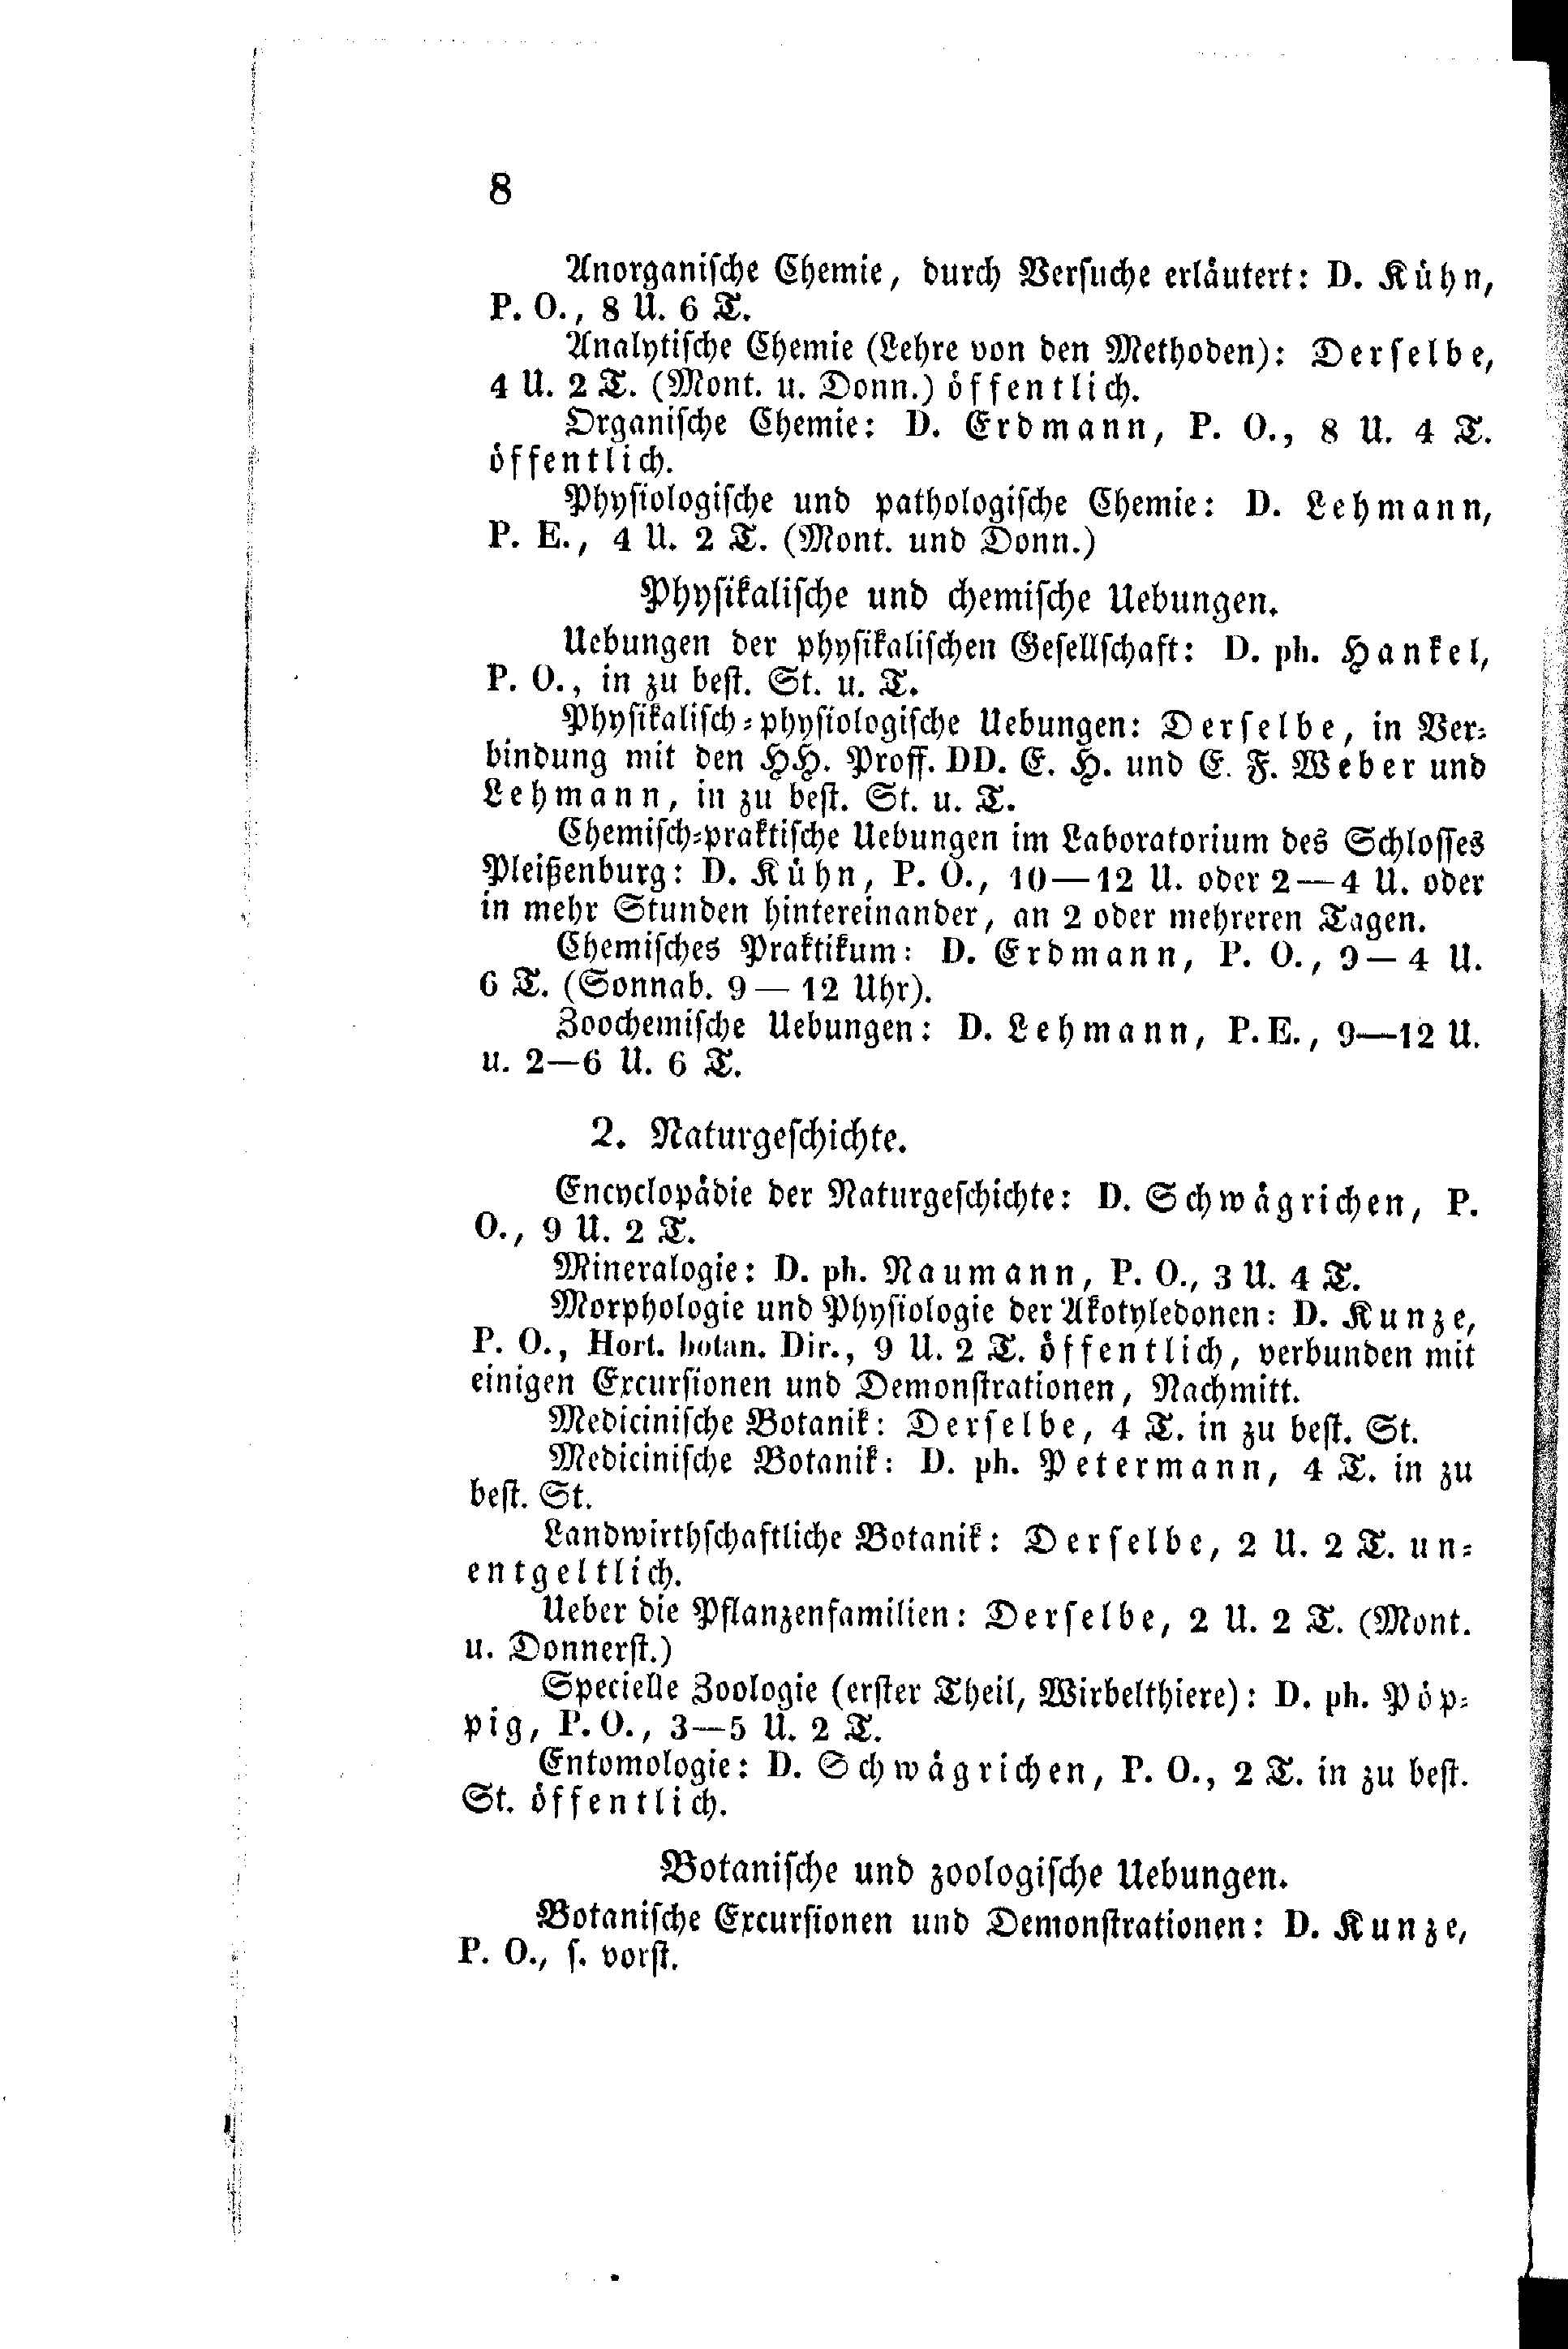 8
Anorganische Chemie, durch Versuche erläutert: D. Kühn,
P. O., 8 U. 6 T.
Analytische Chemie (Lehre von den Methoden): Derselbe,
4 U. 2 T. (Mont. u. Donn.) öffentlich.
Organische Chemie: D. Erdmann, P. O., 8 U. 4 T.
öffentlich.
Physiologische und pathologische Chemie: D. Lehmann,
P. E., 4 U. 2 T. (Mont. und Donn.)
Physikalische und chemische Uebungen.
Uebungen der physikalischen Gesellschaft: D. ph. Hankel,
P. O., in zu best. St. u. T.
Physikalisch-physiologische Uebungen: Derselbe, in Ver-
bindung mit den HH. Proff. DD. E. H. und E. F. Weber und
Lehmann, in zu best. St. u. T.
Chemisch-praktische Uebungen im Laboratorium des Schlosses
Pleißenburg: D. Kühn, P. O., 10—12 U. oder 2—4 U. oder
in mehr Stunden hintereinander, an 2 oder mehreren Tagen.
Chemisches Praktikum: D. Erdmann, P. O., 9—4 U.
6 T. (Sonnab. 9—12 Uhr).
Zoochemische Uebungen: D. Lehmann, P. E., 9—12 U.
u. 2—6 U. 6 T.
2. Naturgeschichte.
Encyclopädie der Naturgeschichte: D. Schwägrichen, P.
O., 9 U. 2 T.
Mineralogie: D. ph. Naumann, P. O., 3 U. 4 T.
Morphologie und Physiologie der Akotyledonen: D. Kunze,
P. O., Hort. botan. Dir., 9 U. 2 T. öffentlich, verbunden mit
einigen Excursionen und Demonstrationen, Nachmitt.
Medicinische Botanik: Derselbe, 4 T. in zu best. St.
Medicinische Botanik: D. ph. Petermann, 4 T. in zu
best. St.
Landwirthschaftliche Botanik: Derselbe, 2 U. 2 T. un-
entgeltlich.
Ueber die Pflanzenfamilien: Derselbe, 2 U. 2 T. (Mont.
u. Donnerst.)
Specielle Zoologie (erster Theil, Wirbelthiere): D. ph. Pöp-
pig, P. O., 3—5 U. 2 T.
Entomologie: D. Schwägrichen, P. O., 2 T. in zu best.
St. öffentlich.
Botanische und zoologische Uebungen.
Botanische Excursionen und Demonstrationen: D. Kunze,
P. O., s. vorst.